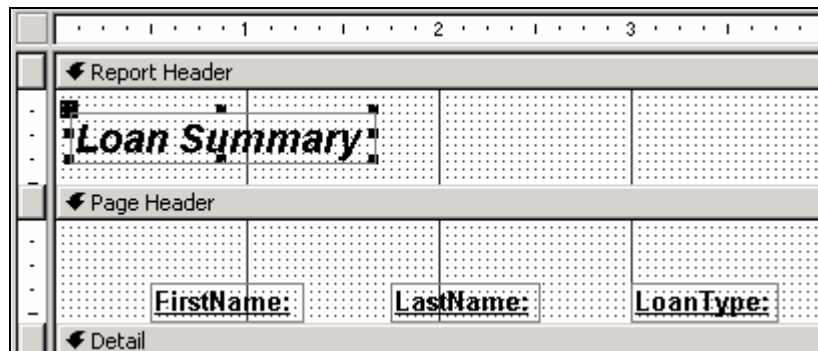 1 2 3
Report Header
Loan Summary
Page Header
FirstName: LastName: LoanType:
Detail